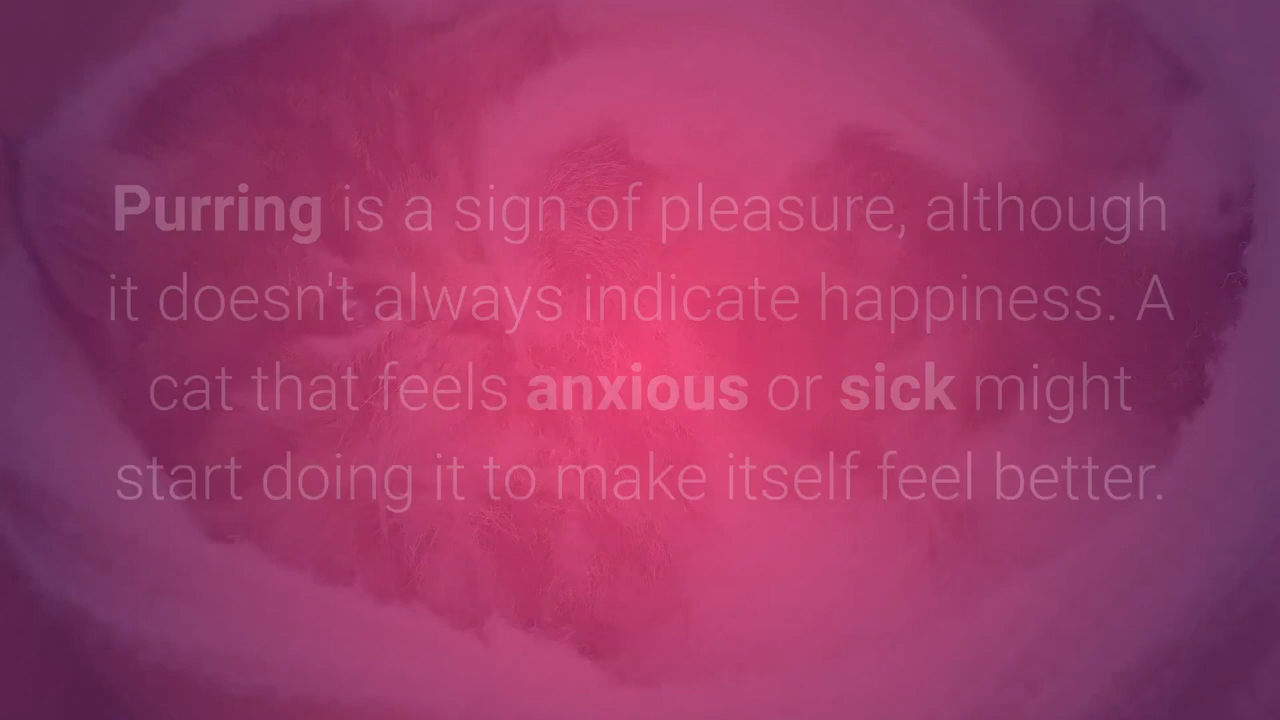 Purring is a sign of pleasure, although
it doesn't always indicate happiness. A
cat that feels anxious or sick might
start doing it to make itself feel better.